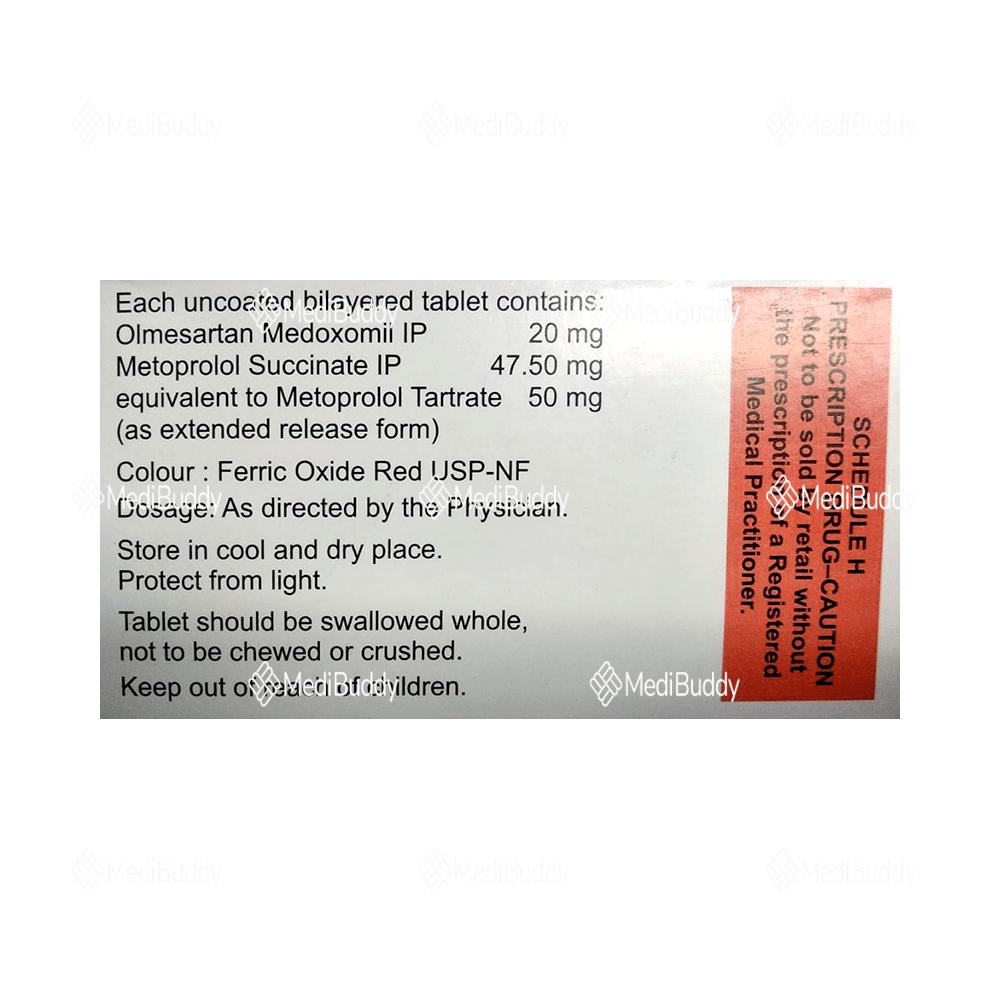 MediBuddy MediBuddy MediBuddy
Each uncoated bilayered tablet contains:
Olmesartan Medoxomil IP 20 mg
Metoprolol Succinate IP 47.50 mg
equivalent to Metoprolol Tartrate 50 mg
(as extended release form)
Colour : Ferric Oxide Red USP-NF
Dosage: As directed by the Physician.
Store in cool and dry place.
Protect from light.
Tablet should be swallowed whole,
not to be chewed or crushed.
Keep out of reach of children.
SCHEDULE H
PRESCRIPTION DRUG–CAUTION
Not to be sold by retail without
the prescription of a Registered
Medical Practitioner.
MediBuddy MediBuddy
MediBuddy MediBuddy MediBuddy
MediBuddy MediBuddy
MediBuddy MediBuddy MediBuddy